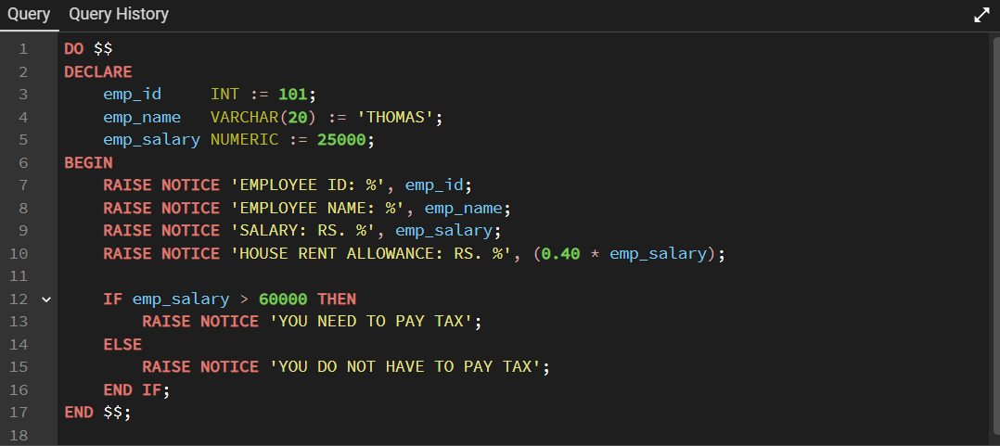 Query Query History
1 DO $$
2 DECLARE
3 emp_id INT := 101;
4 emp_name VARCHAR(20) := 'THOMAS';
5 emp_salary NUMERIC := 25000;
6 BEGIN
7 RAISE NOTICE 'EMPLOYEE ID: %', emp_id;
8 RAISE NOTICE 'EMPLOYEE NAME: %', emp_name;
9 RAISE NOTICE 'SALARY: RS. %', emp_salary;
10 RAISE NOTICE 'HOUSE RENT ALLOWANCE: RS. %', (0.40 * emp_salary);
11
12 IF emp_salary > 60000 THEN
13 RAISE NOTICE 'YOU NEED TO PAY TAX';
14 ELSE
15 RAISE NOTICE 'YOU DO NOT HAVE TO PAY TAX';
16 END IF;
17 END $$;
18